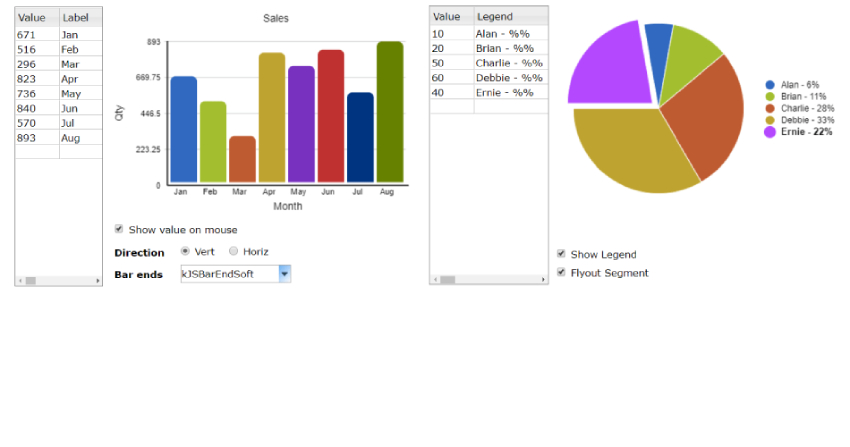 Value Label
671 Jan
516 Feb
296 Mar
823 Apr
736 May
840 Jun
570 Jul
893 Aug
Sales
893
669.75
446.5
223.25
0
Qty
Jan Feb Mar Apr May Jun Jul Aug
Month
Show value on mouse
Direction Vert Horiz
Bar ends kJSBarEndSoft
Value Legend
10 Alan - %%
20 Brian - %%
50 Charlie - %%
60 Debbie - %%
40 Ernie - %%
Alan - 6%
Brian - 11%
Charlie - 28%
Debbie - 33%
Ernie - 22%
Show Legend
Flyout Segment